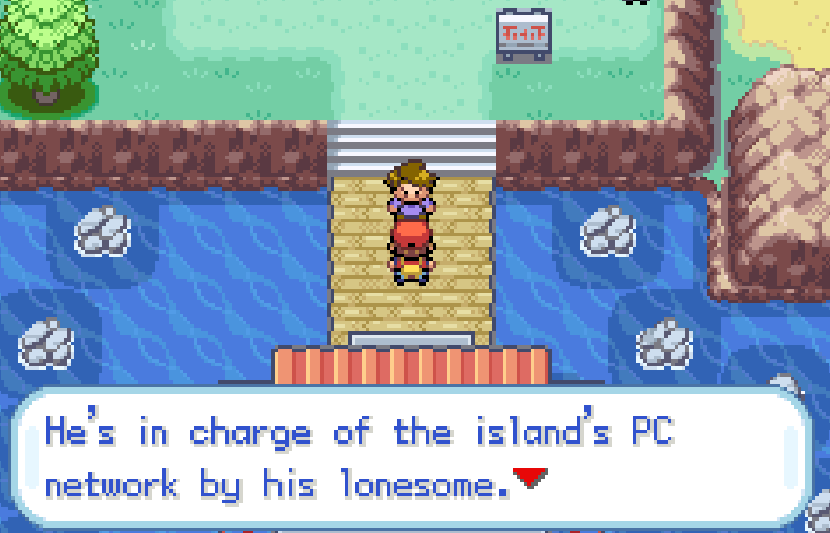 He's in charge of the island's PC
network by his lonesome.